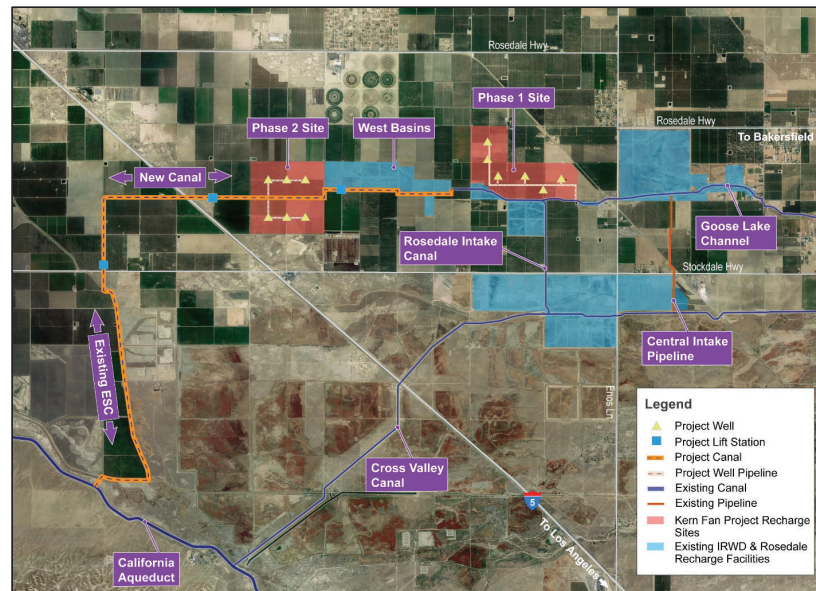 Rosedale Hwy
Phase 1 Site
Rosedale Hwy
Phase 2 Site
West Basins
To Bakersfield
New Canal
Goose Lake
Channel
Rosedale Intake
Canal
Stockdale Hwy
Existing ESC
Central Intake
Pipeline
Enos Ln
Cross Valley
Canal
5
To Los Angeles
California
Aqueduct
Legend
Project Well
Project Lift Station
Project Canal
Project Well Pipeline
Existing Canal
Existing Pipeline
Kern Fan Project Recharge
Sites
Existing IRWD & Rosedale
Recharge Facilities